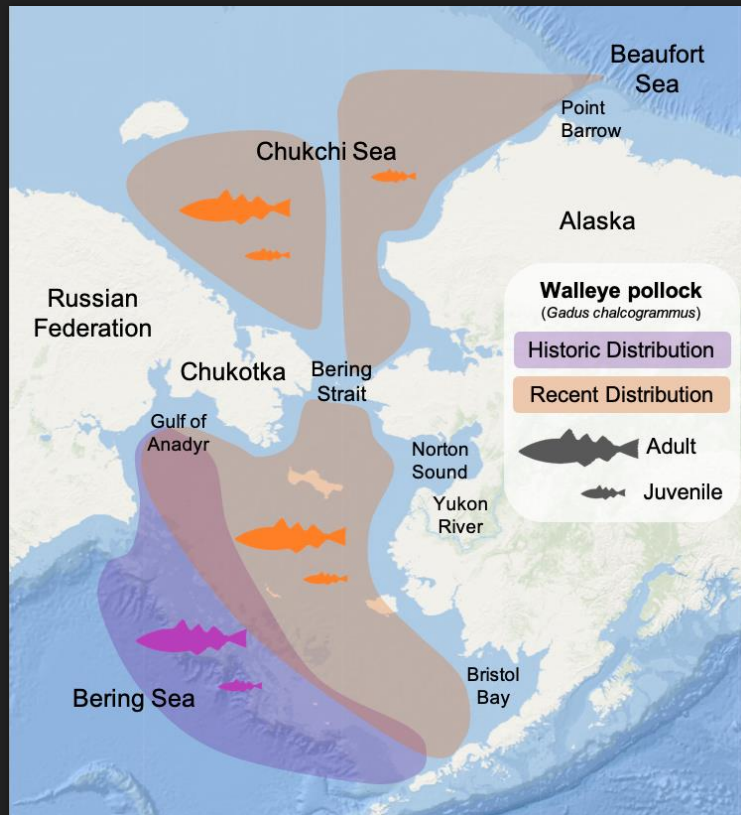 Beaufort
Sea
Point
Barrow
Chukchi Sea
Alaska
Russian
Federation
Walleye pollock
(Gadus chalcogrammus)
Historic Distribution
Recent Distribution
Adult
Juvenile
Chukotka
Bering
Strait
Gulf of
Anadyr
Norton
Sound
Yukon
River
Bering Sea
Bristol
Bay